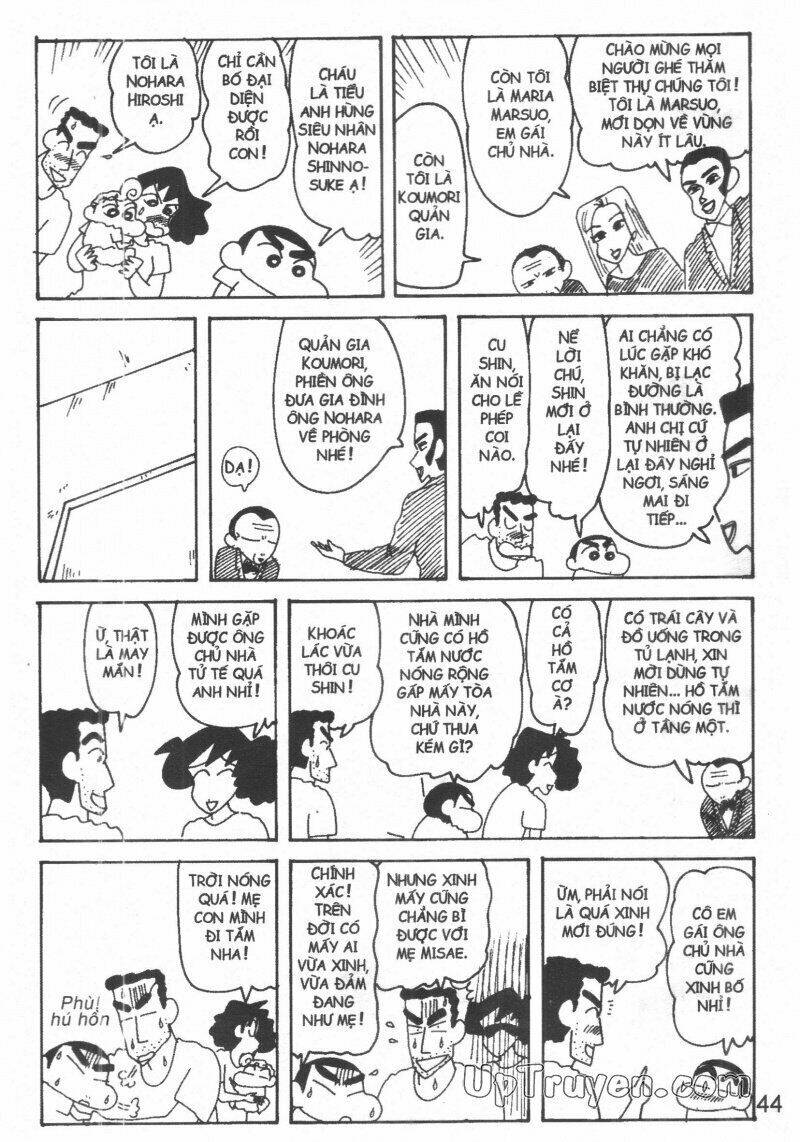 CHÀO MỪNG MỌI
NGƯỜI GHÉ THĂM
BIỆT THỰ CHÚNG TÔI!
TÔI LÀ MARSUO,
MỚI DỌN VỀ VÙNG
NÀY ÍT LÂU.
CÒN TÔI
LÀ MARIA
MARSUO,
EM GÁI
CHỦ NHÀ.
CÒN
TÔI LÀ
KOUMORI
QUẢN
GIA.
CHÁU
LÀ TIỂU
ANH HÙNG
SIÊU NHÂN
NOHARA
SHINNO-
SUKE Ạ!
CHỈ CẦN
BỐ ĐẠI
DIỆN
ĐƯỢC
RỒI
CON!
TÔI LÀ
NOHARA
HIROSHI
Ạ.
AI CHẲNG CÓ
LÚC GẶP KHÓ
KHĂN, BỊ LẠC
ĐƯỜNG LÀ
BÌNH THƯỜNG.
ANH CHỊ CỨ
TỰ NHIÊN Ở
LẠI ĐÂY NGHỈ
NGƠI, SÁNG
MAI ĐI
TIẾP...
NỂ
LỜI
CHÚ,
SHIN
MỚI Ở
LẠI
ĐẤY
NHÉ!
CU
SHIN,
ĂN NÓI
CHO LỄ
PHÉP
COI
NÀO.
QUẢN GIA
KOUMORI,
PHIỀN ÔNG
ĐƯA GIA ĐÌNH
ÔNG NOHARA
VỀ PHÒNG
NHÉ!
DẠ!
CÓ TRÁI CÂY VÀ
ĐỒ UỐNG TRONG
TỦ LẠNH, XIN
MỜI DÙNG TỰ
NHIÊN... HỒ TẮM
NƯỚC NÓNG THÌ
Ở TẦNG MỘT.
CÓ
CẢ
HỒ
TẮM
CƠ
À?
NHÀ MÌNH
CŨNG CÓ HỒ
TẮM NƯỚC
NÓNG RỘNG
GẤP MẤY TÒA
NHÀ NÀY,
CHỨ THUA
KÉM GÌ?
KHOÁC
LÁC VỪA
THÔI CU
SHIN!
MÌNH GẶP
ĐƯỢC ÔNG
CHỦ NHÀ
TỬ TẾ QUÁ
ANH NHỈ!
Ừ, THẬT
LÀ MAY
MẮN!
CÔ EM
GÁI ÔNG
CHỦ NHÀ
CŨNG
XINH BỐ
NHỈ!
ỪM, PHẢI NÓI
LÀ QUÁ XINH
MỚI ĐÚNG!
NHƯNG XINH
MẤY CŨNG
CHẲNG BÌ
ĐƯỢC VỚI
MẸ MISAE.
CHÍNH
XÁC!
TRÊN
ĐỜI CÓ
MẤY AI
VỪA XINH,
VỪA ĐẢM
ĐANG
NHƯ MẸ!
TRỜI NÓNG
QUÁ! MẸ
CON MÌNH
ĐI TẮM
NHA!
Phù!
hú hồn
UpTruyen.com
44